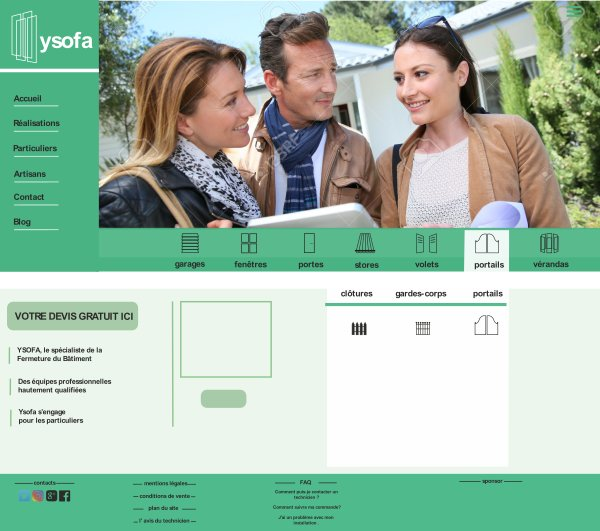 ysofa
Accueil
Réalisations
Particuliers
Artisans
Contact
Blog
garages
fenêtres
portes
stores
volets
portails
vérandas
clôtures
gardes-corps
portails
VOTRE DEVIS GRATUIT ICI
YSOFA, le spécialiste de la
Fermeture du Bâtiment
Des équipes professionnelles
hautement qualifiées
Ysofa s'engage
pour les particuliers
contacts
mentions légales
conditions de vente
plan du site
l' avis du technicien
FAQ
Comment puis-je contacter un
technicien ?
Comment suivre ma commande?
J'ai un problème avec mon
installation .
sponsor